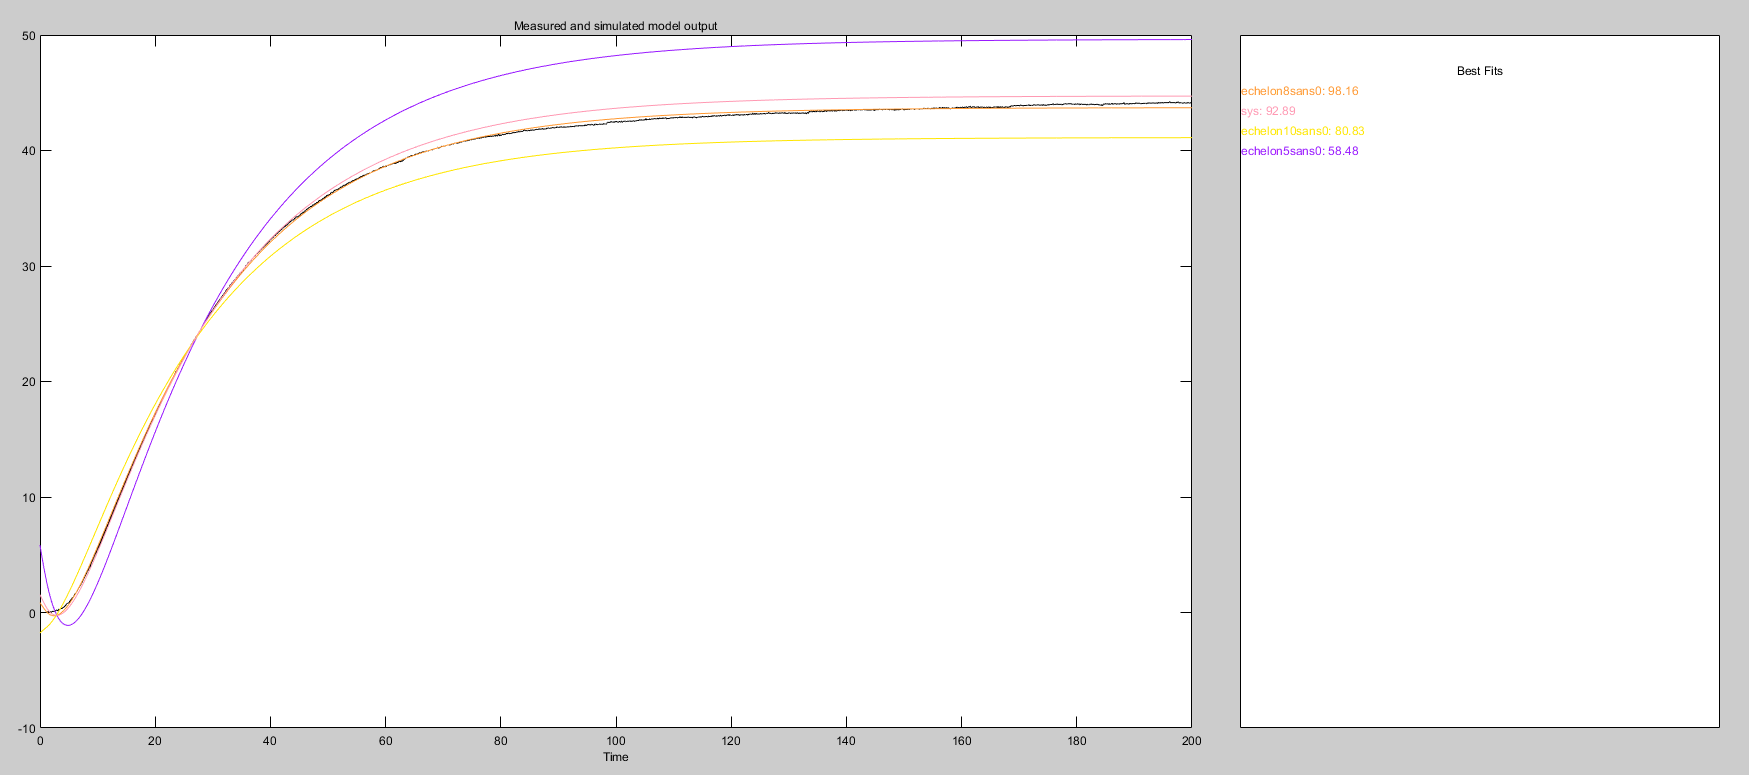 Measured and simulated model output
50
40
30
20
10
0
-10
0 20 40 60 80 100 120 140 160 180 200
Time
Best Fits
echelon8sans0: 98.16
sys: 92.89
echelon10sans0: 80.83
echelon5sans0: 58.48